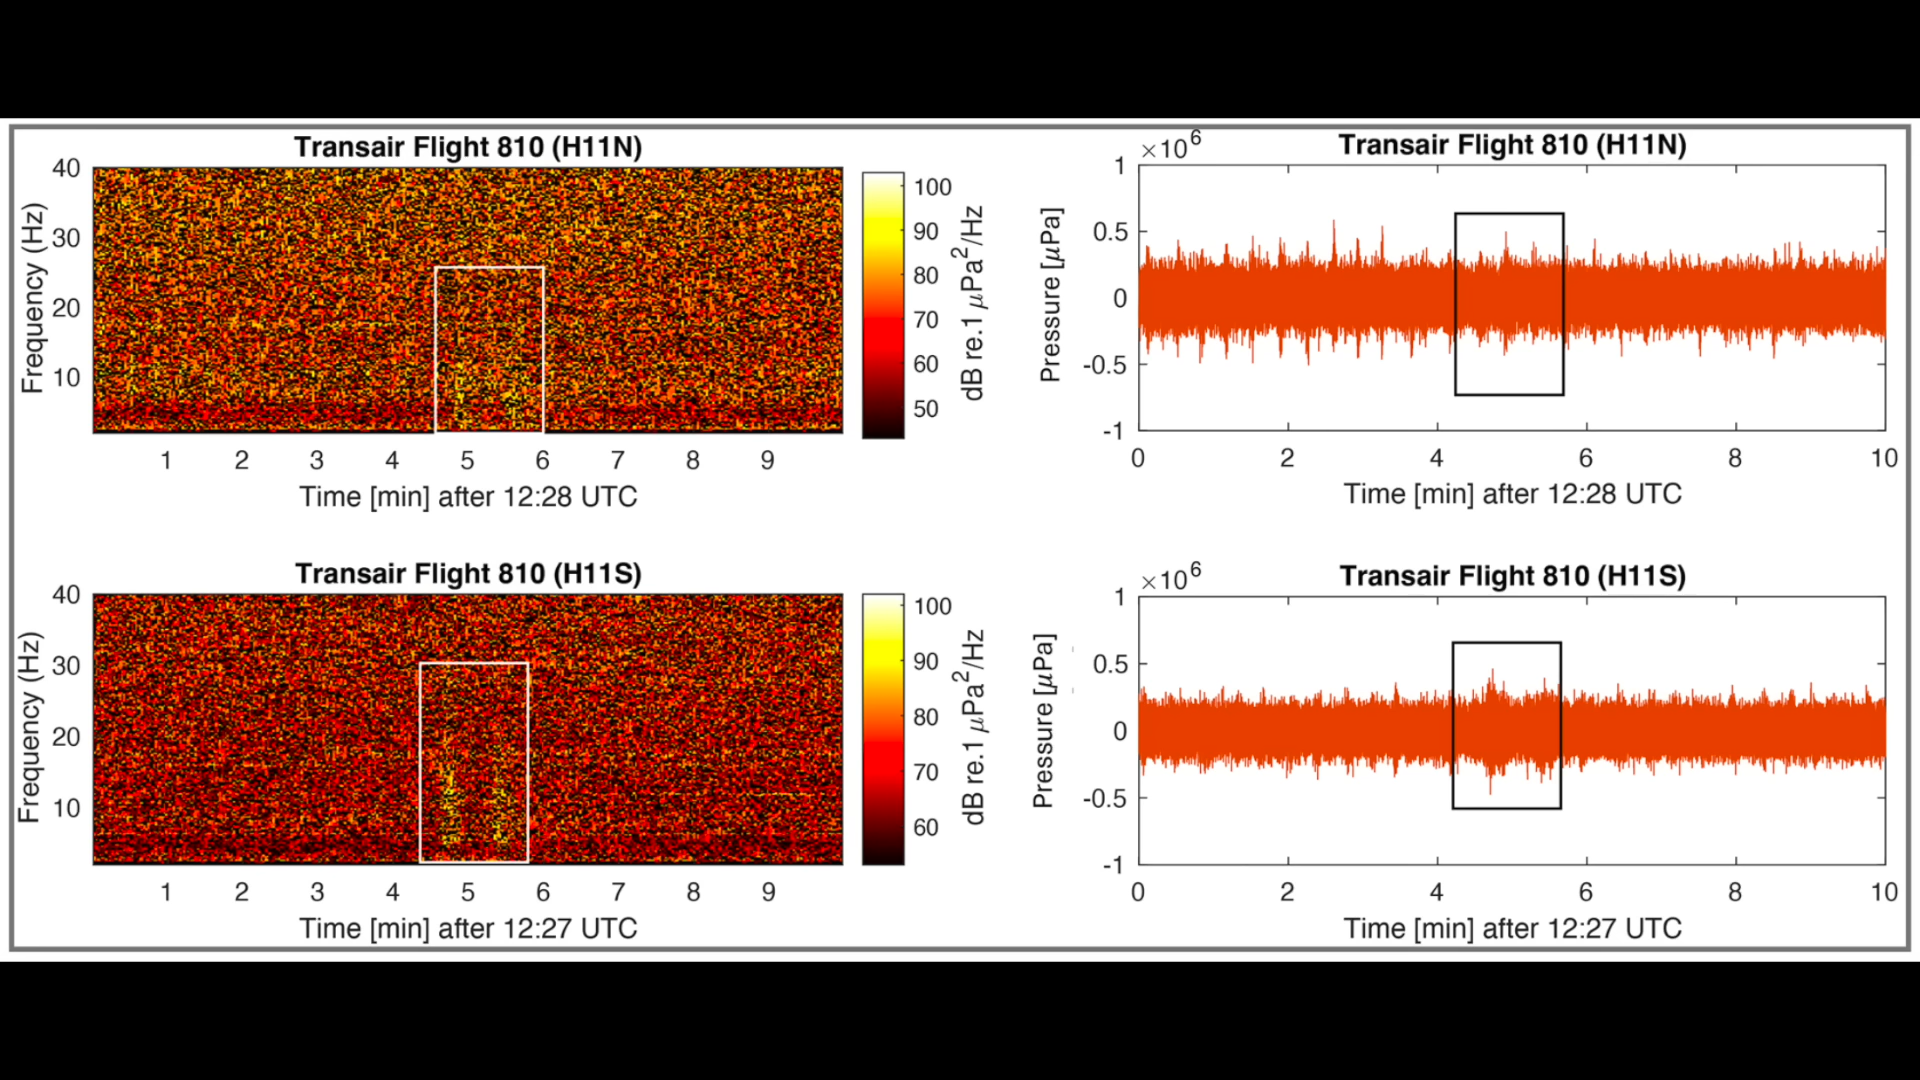 Transair Flight 810 (H11N)
40
30
20
10
Frequency (Hz)
1 2 3 4 5 6 7 8 9
Time [min] after 12:28 UTC
100
90
80
70
60
50
dB re.1 μPa²/Hz
Transair Flight 810 (H11N)
×10⁶
1
0.5
0
-0.5
-1
Pressure [μPa]
0 2 4 6 8 10
Time [min] after 12:28 UTC
Transair Flight 810 (H11S)
40
30
20
10
Frequency (Hz)
1 2 3 4 5 6 7 8 9
Time [min] after 12:27 UTC
100
90
80
70
60
dB re.1 μPa²/Hz
Transair Flight 810 (H11S)
×10⁶
1
0.5
0
-0.5
-1
Pressure [μPa]
0 2 4 6 8 10
Time [min] after 12:27 UTC